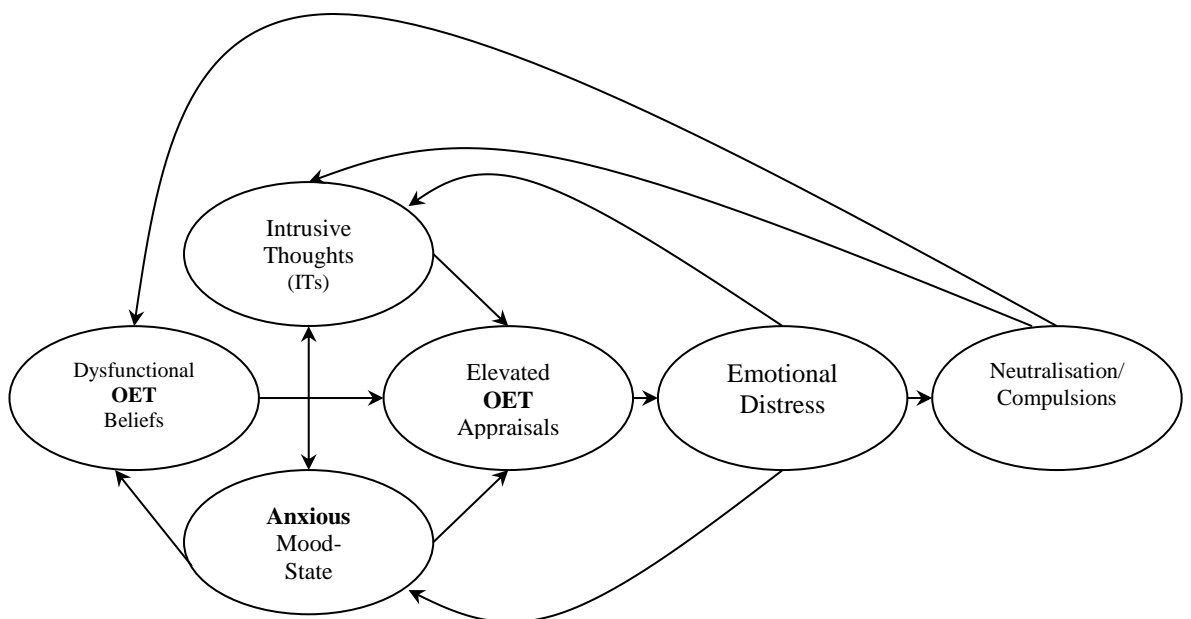 Intrusive
Thoughts
(ITs)
Dysfunctional
OET
Beliefs
Elevated
OET
Appraisals
Emotional
Distress
Neutralisation/
Compulsions
Anxious
Mood-
State